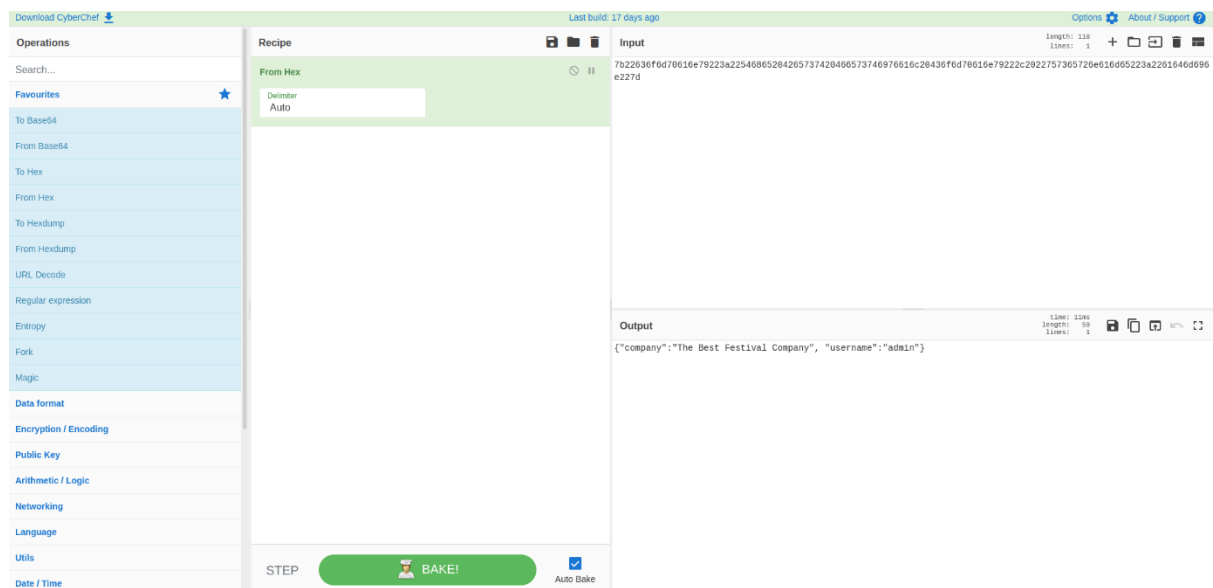 Download CyberChef
Last build: 17 days ago
Options
About / Support
Operations
Search...
Favourites
To Base64
From Base64
To Hex
From Hex
To Hexdump
From Hexdump
URL Decode
Regular expression
Entropy
Fork
Magic
Data format
Encryption / Encoding
Public Key
Arithmetic / Logic
Networking
Language
Utils
Date / Time
Recipe
From Hex
Delimiter
Auto
STEP
BAKE!
Auto Bake
Input
length: 118
lines: 1
7b22636f6d70616e79223a22546865204265737420466573746976616c20436f6d70616e79222c2022757365726e616d65223a2261646d696
e227d
Output
time: 11ms
length: 59
lines: 1
{"company":"The Best Festival Company", "username":"admin"}